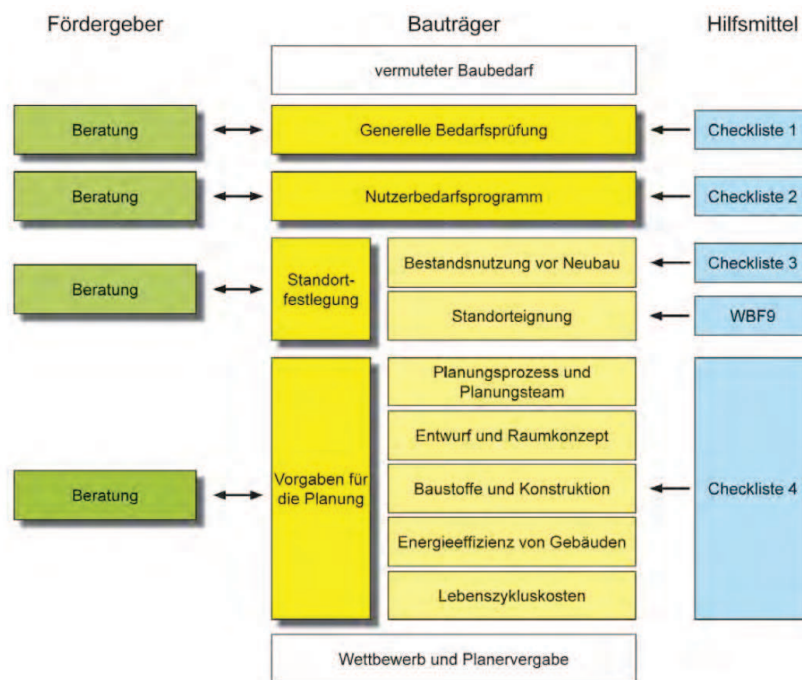 Fördergeber
Bauträger
Hilfsmittel
vermuteter Baubedarf
Beratung
Generelle Bedarfsprüfung
Checkliste 1
Beratung
Nutzerbedarfsprogramm
Checkliste 2
Beratung
Standort-
festlegung
Bestandsnutzung vor Neubau
Checkliste 3
Standorteignung
WBF9
Beratung
Vorgaben für
die Planung
Planungsprozess und
Planungsteam
Entwurf und Raumkonzept
Baustoffe und Konstruktion
Energieeffizienz von Gebäuden
Lebenszykluskosten
Checkliste 4
Wettbewerb und Planervergabe